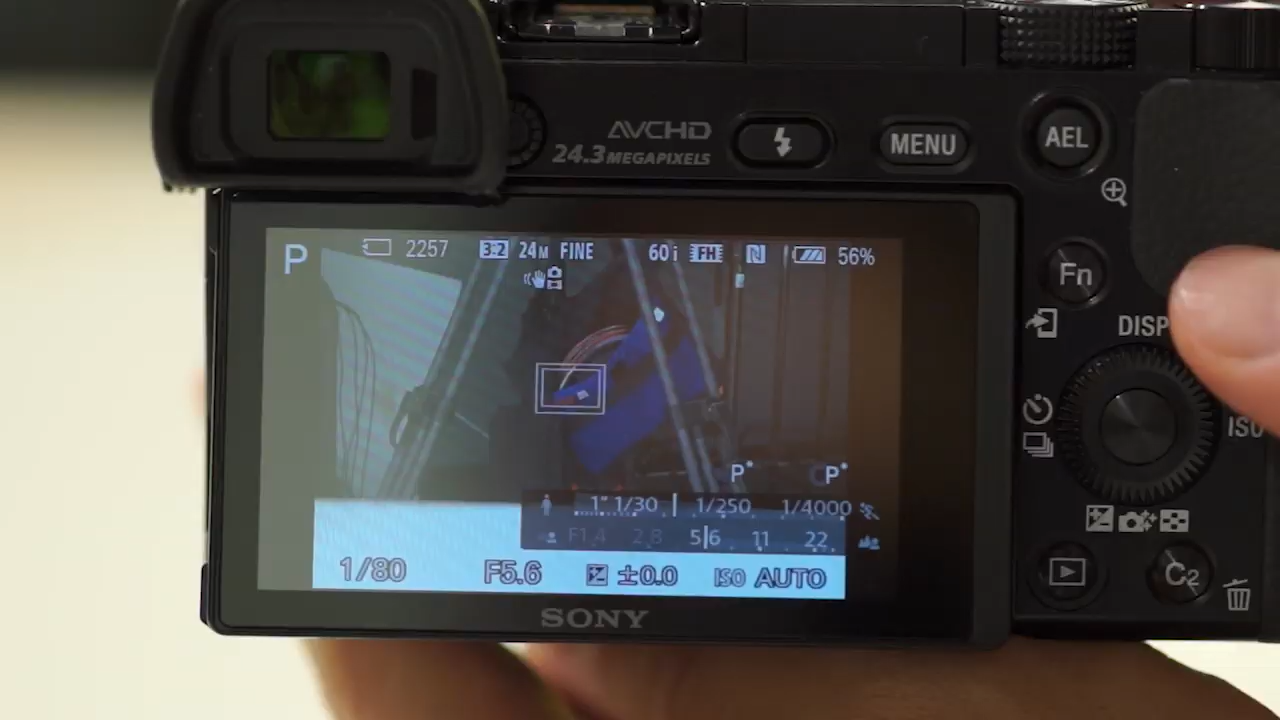 AVCHD
24.3 MEGAPIXELS
MENU
AEL
Fn
DISP
ISO
C2
P 2257 3:2 24M FINE 60i FH N 56%
P* P*
1" 1/30 1/250 1/4000
F1.4 2.8 5.6 11 22
1/80 F5.6 ±0.0 ISO AUTO
SONY